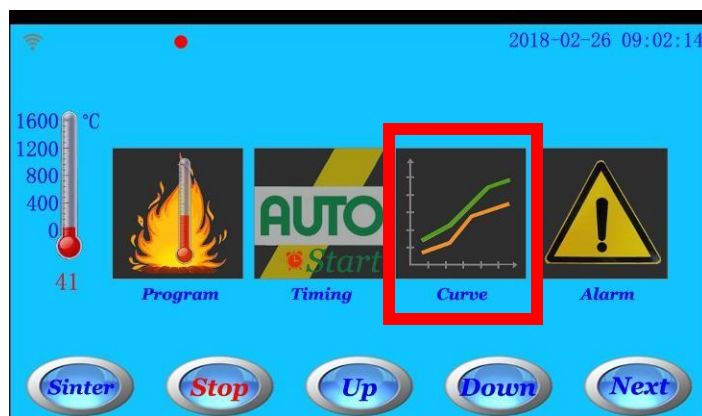 2018-02-26 09:02:14
1600 °C
1200
800
400
0
41
AUTO
Start
Program
Timing
Curve
Alarm
Sinter
Stop
Up
Down
Next